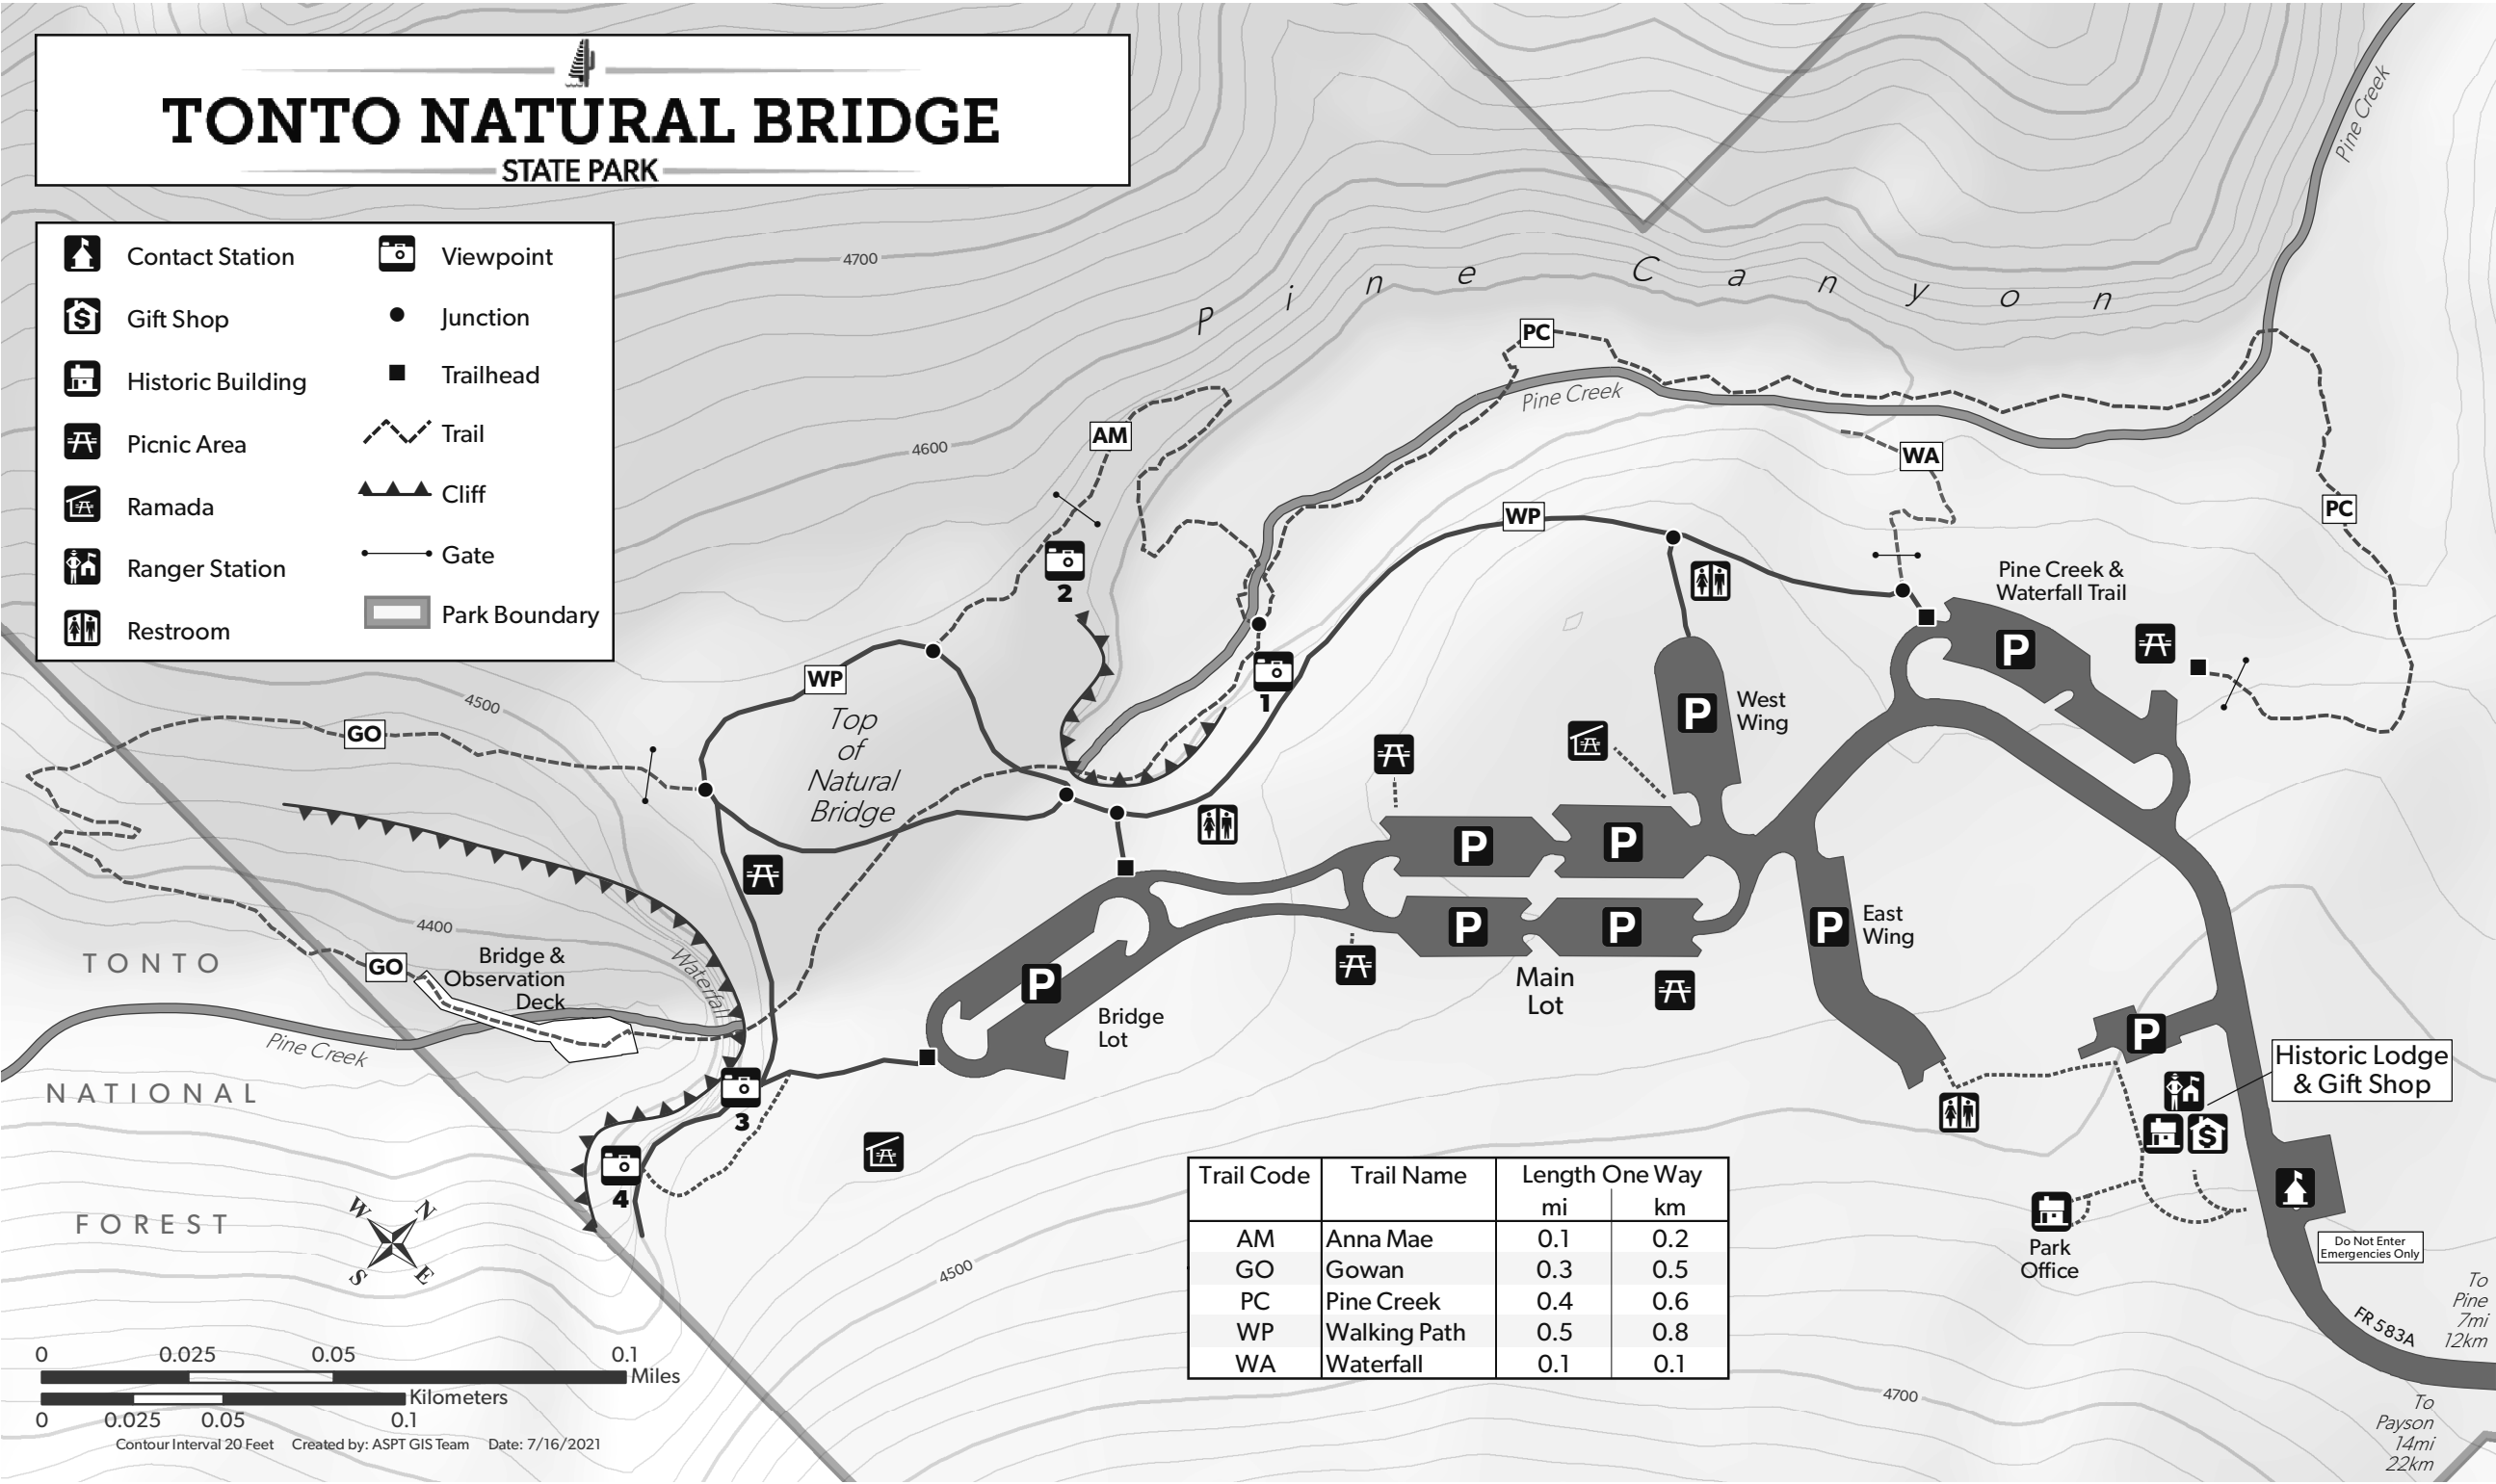 TONTO NATURAL BRIDGE
STATE PARK
Contact Station
Gift Shop
Historic Building
Picnic Area
Ramada
Ranger Station
Restroom
Viewpoint
Junction
Trailhead
Trail
Cliff
Gate
Park Boundary
4700
4600
4500
4400
Pine Canyon
Pine Creek
Pine Creek
Pine Creek
PC
PC
AM
WA
WP
WP
GO
GO
1
2
3
4
Top
of
Natural
Bridge
Bridge &
Observation
Deck
Waterfall
TONTO
NATIONAL
FOREST
W
N
S
E
Pine Creek &
Waterfall Trail
P
West
Wing
P
P
P
P
P
Main
Lot
P
East
Wing
P
Bridge
Lot
P
P
Historic Lodge
& Gift Shop
Park
Office
Do Not Enter
Emergencies Only
To
Pine
7mi
12km
FR 583A
To
Payson
14mi
22km
4500
4700
Trail Code Trail Name Length One Way
mi km
AM Anna Mae 0.1 0.2
GO Gowan 0.3 0.5
PC Pine Creek 0.4 0.6
WP Walking Path 0.5 0.8
WA Waterfall 0.1 0.1
0 0.025 0.05 0.1
Miles
Kilometers
0 0.025 0.05 0.1
Contour Interval 20 Feet Created by: ASPT GIS Team Date: 7/16/2021